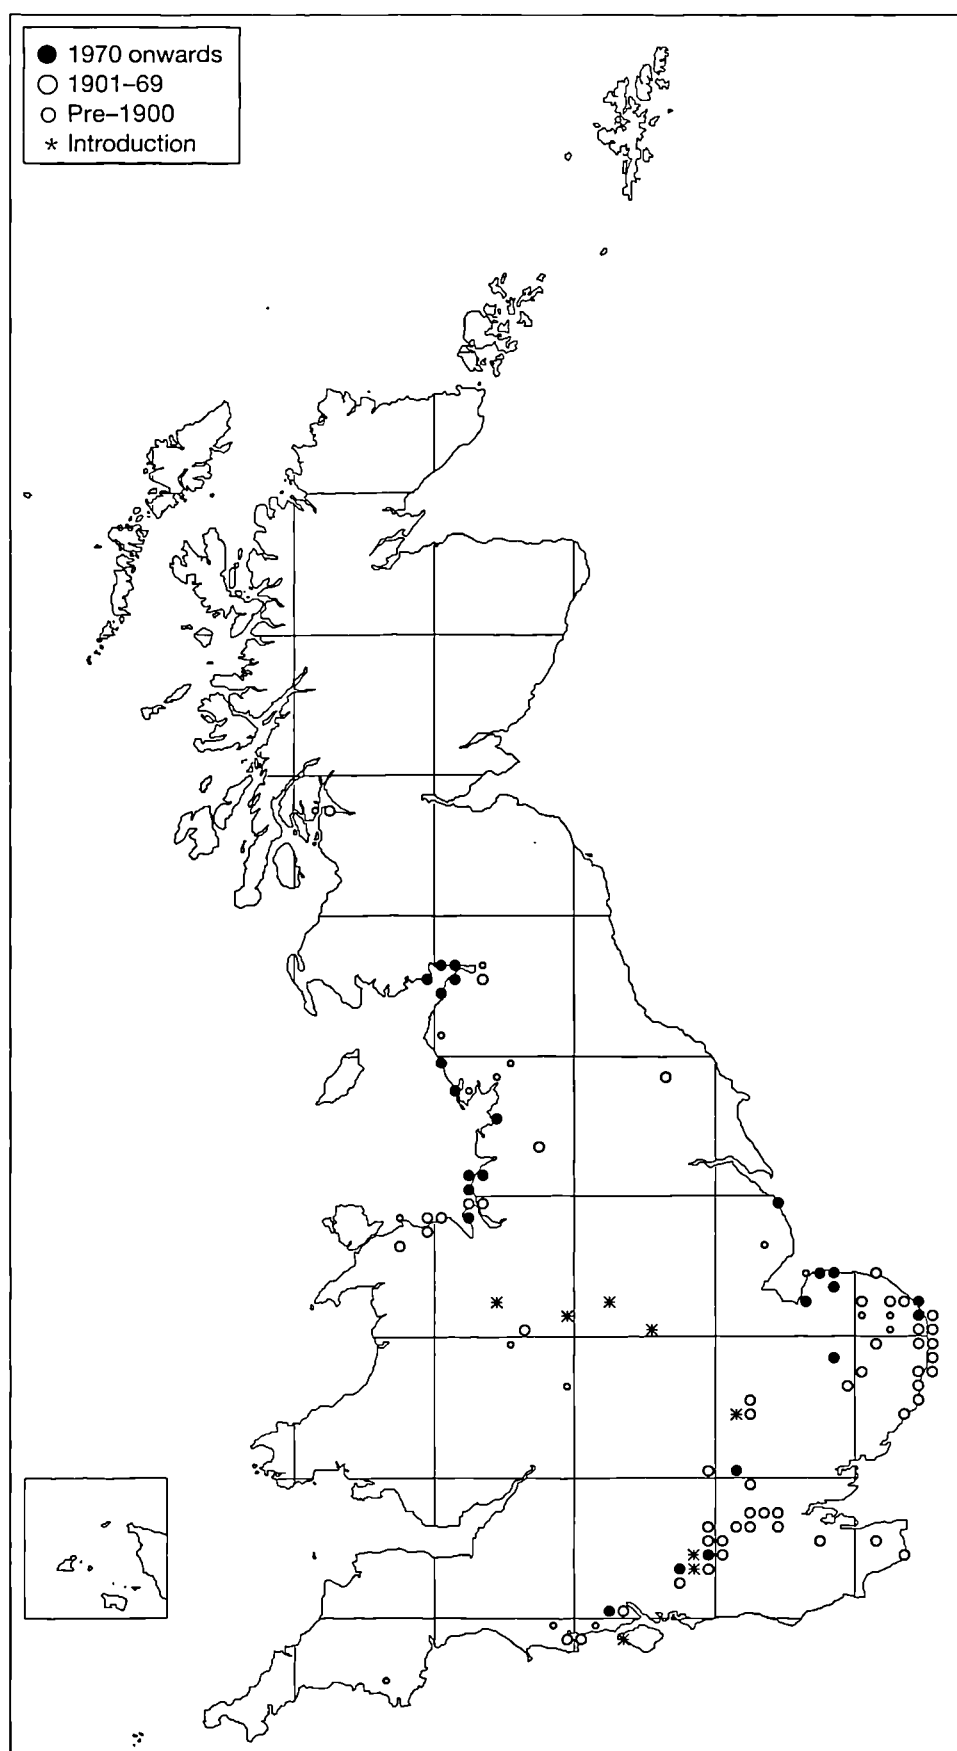 ● 1970 onwards
○ 1901–69
○ Pre–1900
* Introduction